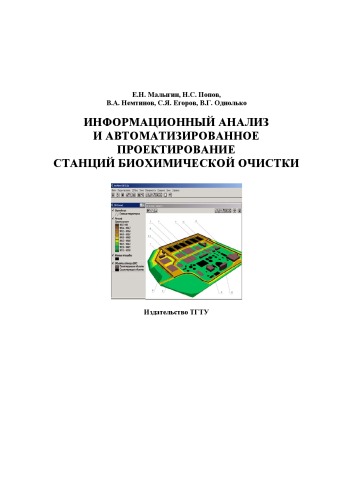 Е.Н. Малыгин, Н.С. Попов,
В.А. Немтинов, С.Я. Егоров, В.Г. Однолько
ИНФОРМАЦИОННЫЙ АНАЛИЗ
И АВТОМАТИЗИРОВАННОЕ
ПРОЕКТИРОВАНИЕ
СТАНЦИЙ БИОХИМИЧЕСКОЙ ОЧИСТКИ
Издательство ТГТУ